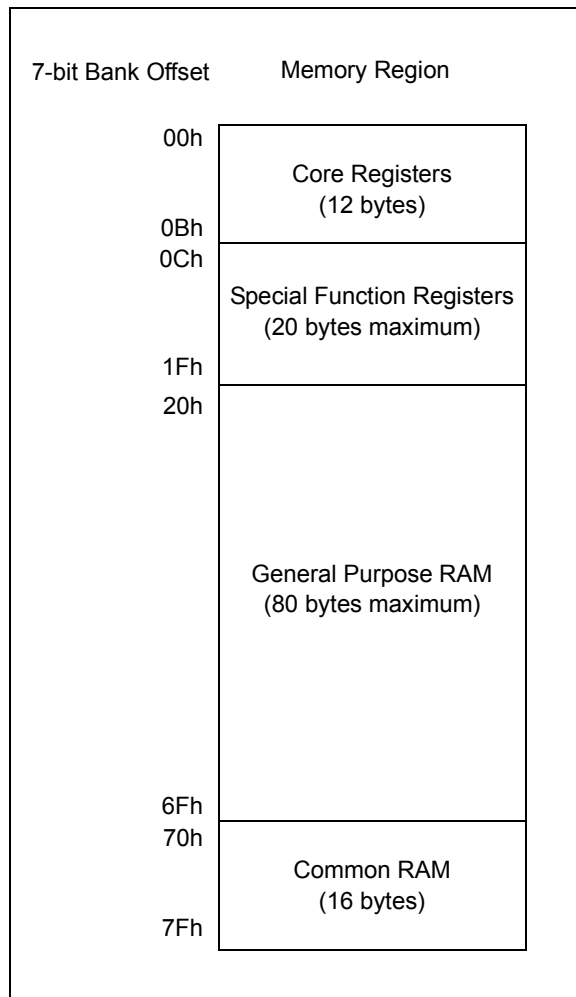 7-bit Bank Offset Memory Region
00h
Core Registers
(12 bytes)
0Bh
0Ch
Special Function Registers
(20 bytes maximum)
1Fh
20h
General Purpose RAM
(80 bytes maximum)
6Fh
70h
Common RAM
(16 bytes)
7Fh